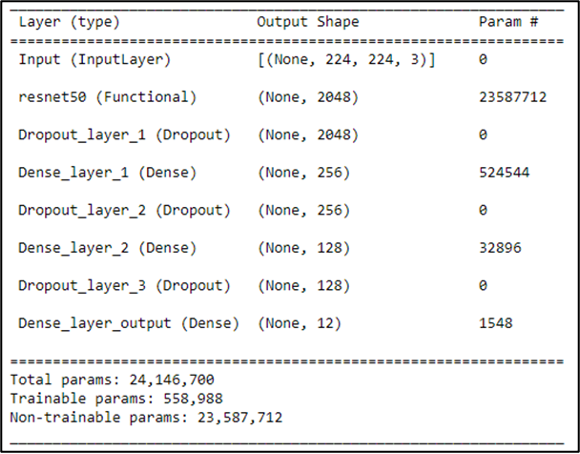 Layer (type) Output Shape Param #
Input (InputLayer) [(None, 224, 224, 3)] 0
resnet50 (Functional) (None, 2048) 23587712
Dropout_layer_1 (Dropout) (None, 2048) 0
Dense_layer_1 (Dense) (None, 256) 524544
Dropout_layer_2 (Dropout) (None, 256) 0
Dense_layer_2 (Dense) (None, 128) 32896
Dropout_layer_3 (Dropout) (None, 128) 0
Dense_layer_output (Dense) (None, 12) 1548
Total params: 24,146,700
Trainable params: 558,988
Non-trainable params: 23,587,712